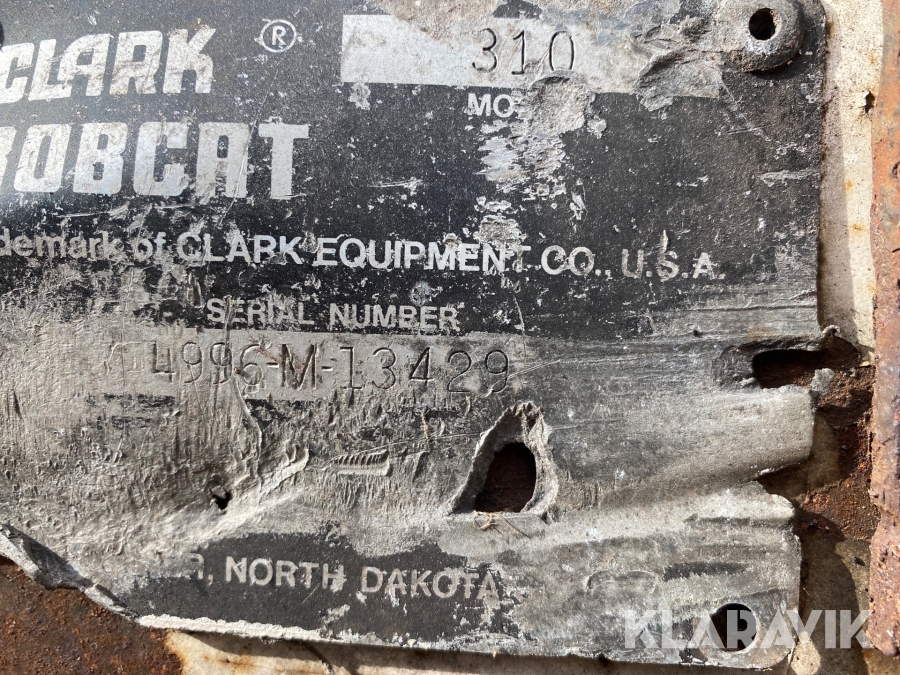 CLARK ® 310
MO
BOBCAT
demark of CLARK EQUIPMENT CO., U.S.A.
SERIAL NUMBER
4996-M-13429
R, NORTH DAKOTA
KLARAVIK